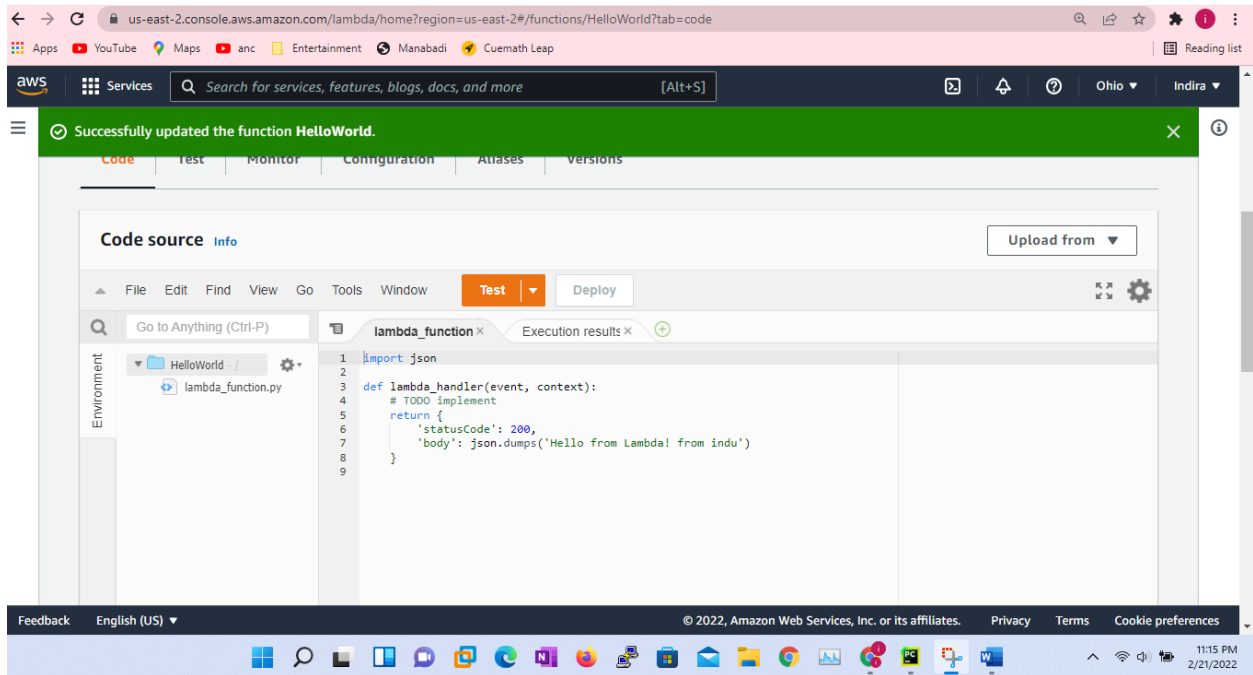 us-east-2.console.aws.amazon.com/lambda/home?region=us-east-2#/functions/HelloWorld?tab=code
i
Apps YouTube Maps anc Entertainment Manabadi Cuemath Leap Reading list
aws Services Search for services, features, blogs, docs, and more [Alt+S] Ohio ▼ Indira ▼
Successfully updated the function HelloWorld.
Code Test Monitor Configuration Aliases Versions
Code source Info Upload from ▼
File Edit Find View Go Tools Window Test Deploy
Go to Anything (Ctrl-P) lambda_function × Execution results ×
Environment
HelloWorld - /
lambda_function.py
1 import json
2
3 def lambda_handler(event, context):
4 # TODO implement
5 return {
6 'statusCode': 200,
7 'body': json.dumps('Hello from Lambda! from indu')
8 }
9
Feedback English (US) ▼ © 2022, Amazon Web Services, Inc. or its affiliates. Privacy Terms Cookie preferences
11:15 PM
2/21/2022